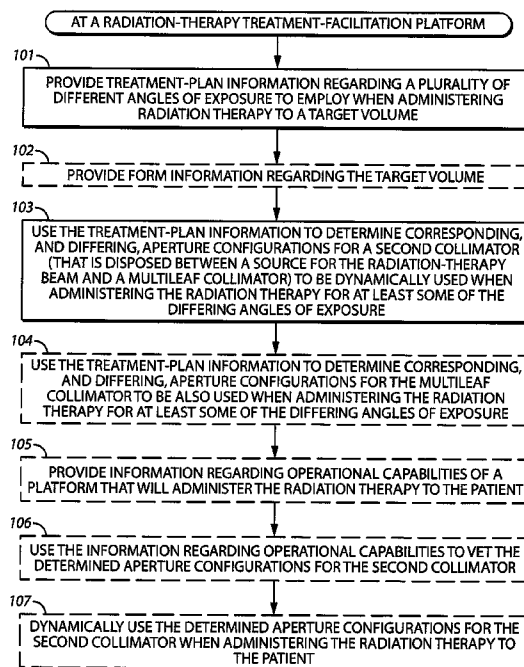 AT A RADIATION-THERAPY TREATMENT-FACILITATION PLATFORM
101
PROVIDE TREATMENT-PLAN INFORMATION REGARDING A PLURALITY OF
DIFFERENT ANGLES OF EXPOSURE TO EMPLOY WHEN ADMINISTERING
RADIATION THERAPY TO A TARGET VOLUME
102
PROVIDE FORM INFORMATION REGARDING THE TARGET VOLUME
103
USE THE TREATMENT-PLAN INFORMATION TO DETERMINE CORRESPONDING,
AND DIFFERING, APERTURE CONFIGURATIONS FOR A SECOND COLLIMATOR
(THAT IS DISPOSED BETWEEN A SOURCE FOR THE RADIATION-THERAPY
BEAM AND A MULTILEAF COLLIMATOR) TO BE DYNAMICALLY USED WHEN
ADMINISTERING THE RADIATION THERAPY FOR AT LEAST SOME OF THE
DIFFERING ANGLES OF EXPOSURE
104
USE THE TREATMENT-PLAN INFORMATION TO DETERMINE CORRESPONDING,
AND DIFFERING, APERTURE CONFIGURATIONS FOR THE MULTILEAF
COLLIMATOR TO BE ALSO USED WHEN ADMINISTERING THE RADIATION
THERAPY FOR AT LEAST SOME OF THE DIFFERING ANGLES OF EXPOSURE
105
PROVIDE INFORMATION REGARDING OPERATIONAL CAPABILITIES OF A
PLATFORM THAT WILL ADMINISTER THE RADIATION THERAPY TO THE PATIENT
106
USE THE INFORMATION REGARDING OPERATIONAL CAPABILITIES TO VET THE
DETERMINED APERTURE CONFIGURATIONS FOR THE SECOND COLLIMATOR
107
DYNAMICALLY USE THE DETERMINED APERTURE CONFIGURATIONS FOR
THE SECOND COLLIMATOR WHEN ADMINISTERING THE RADIATION THERAPY TO
THE PATIENT